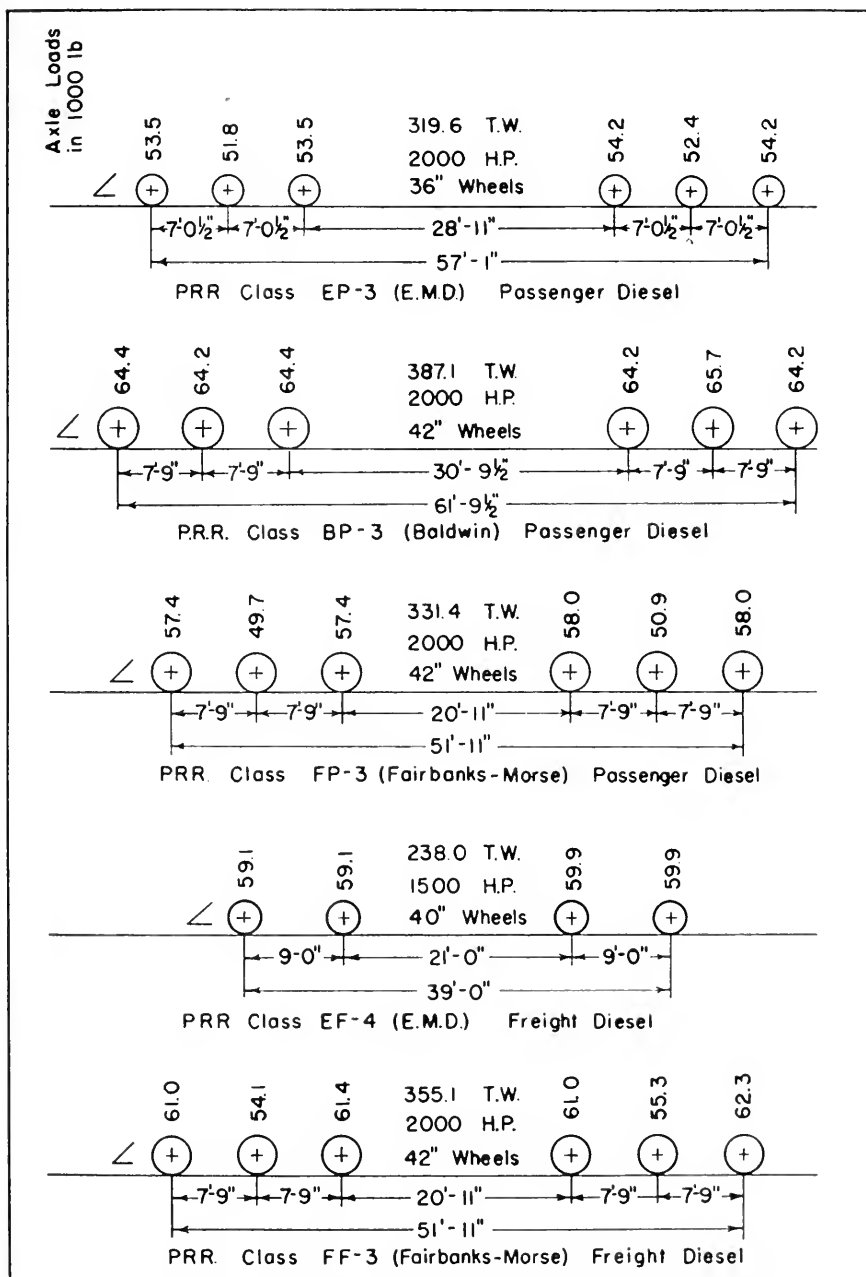 Axle Loads
in 1000 lb
53.5 51.8 53.5 54.2 52.4 54.2
319.6 T.W.
2000 H.P.
36" Wheels
7'-0½" 7'-0½" 28'-11" 7'-0½" 7'-0½"
57'-1"
PRR Class EP-3 (E.M.D.) Passenger Diesel
64.4 64.2 64.4 64.2 65.7 64.2
387.1 T.W.
2000 H.P.
42" Wheels
7'-9" 7'-9" 30'-9½" 7'-9" 7'-9"
61'-9½"
P.R.R. Class BP-3 (Baldwin) Passenger Diesel
57.4 49.7 57.4 58.0 50.9 58.0
331.4 T.W.
2000 H.P.
42" Wheels
7'-9" 7'-9" 20'-11" 7'-9" 7'-9"
51'-11"
PRR. Class FP-3 (Fairbanks-Morse) Passenger Diesel
59.1 59.1 59.9 59.9
238.0 T.W.
1500 H.P.
40" Wheels
9-0" 21'-0" 9'-0"
39'-0"
PRR Class EF-4 (E.M.D.) Freight Diesel
61.0 54.1 61.4 61.0 55.3 62.3
355.1 T.W.
2000 H.P.
42" Wheels
7'-9" 7-9" 20'-11" 7'-9" 7'-9"
51'-11"
PRR. Class FF-3 (Fairbanks-Morse) Freight Diesel